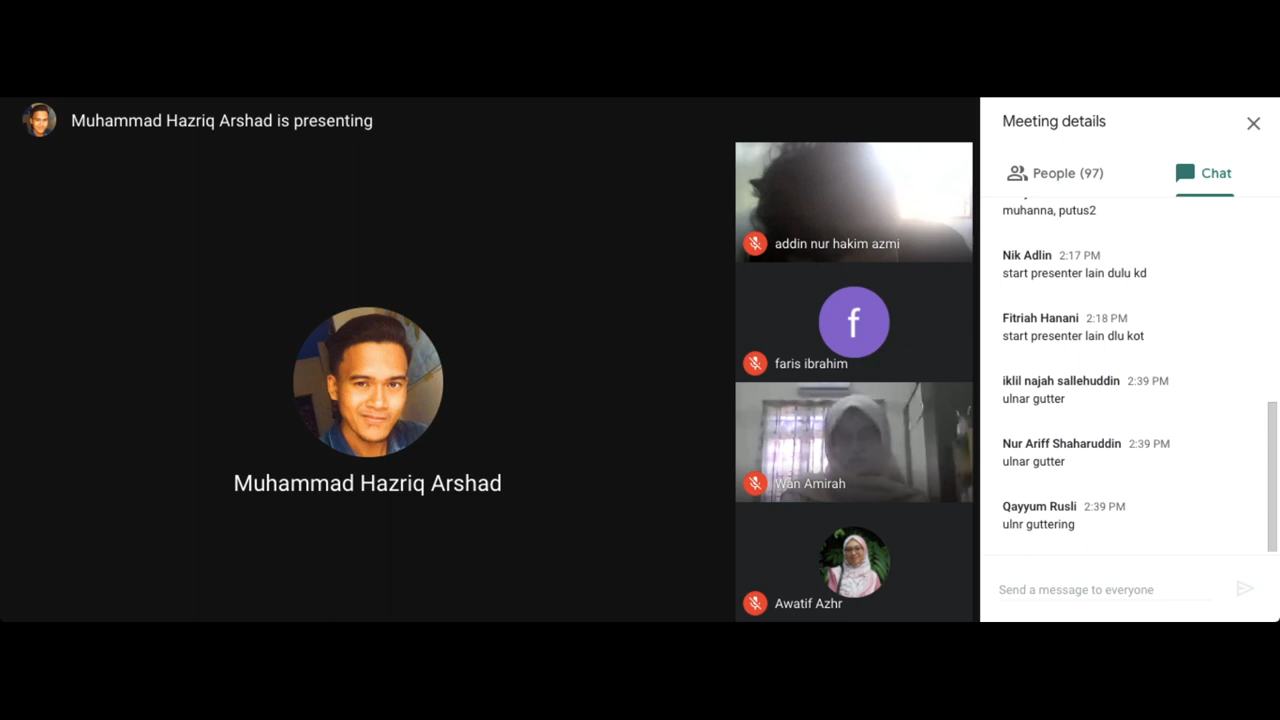 Muhammad Hazriq Arshad is presenting
Muhammad Hazriq Arshad
addin nur hakim azmi
f
faris ibrahim
Wan Amirah
Awatif Azhr
Meeting details
People (97)
Chat
muhanna, putus2
Nik Adlin 2:17 PM
start presenter lain dulu kd
Fitriah Hanani 2:18 PM
start presenter lain dlu kot
iklil najah sallehuddin 2:39 PM
ulnar gutter
Nur Ariff Shaharuddin 2:39 PM
ulnar gutter
Qayyum Rusli 2:39 PM
ulnr guttering
Send a message to everyone